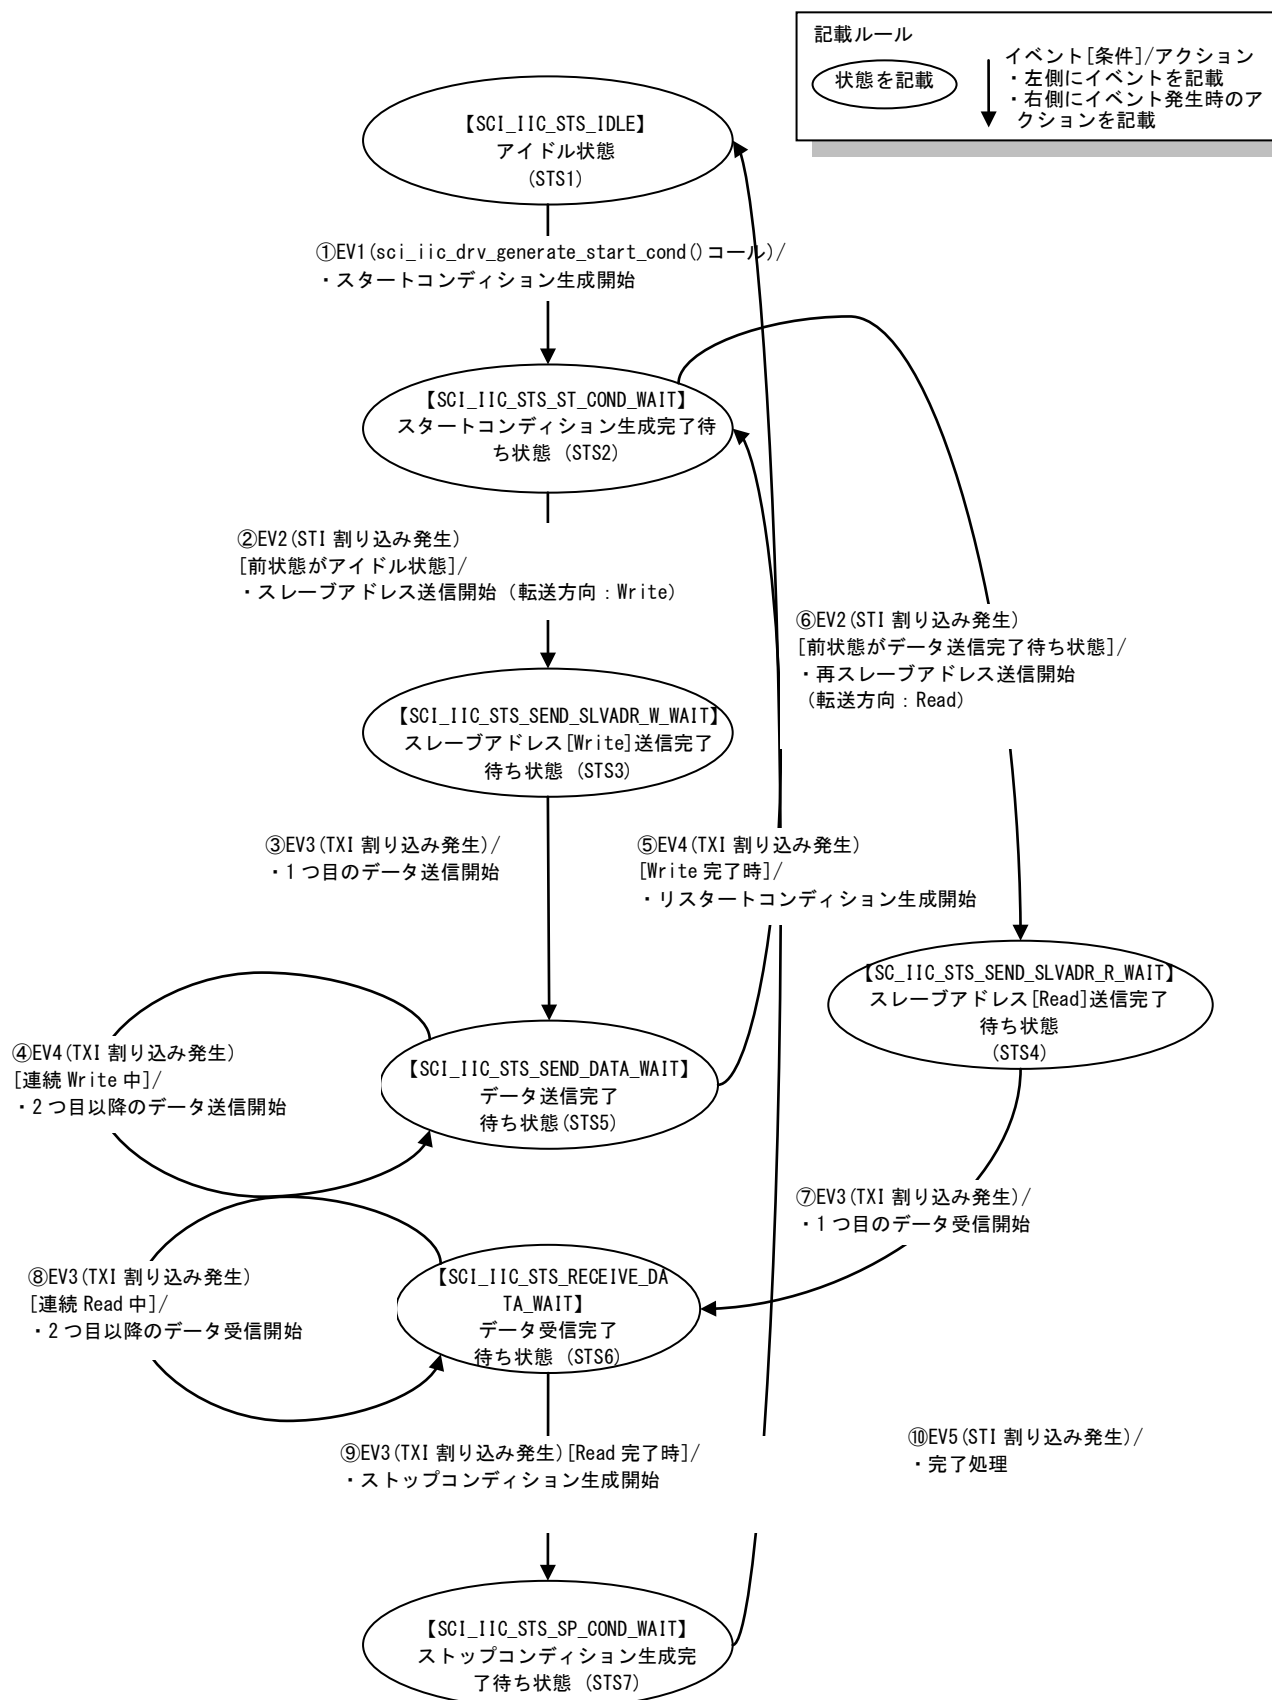 記載ルール
状態を記載
イベント[条件]/アクション
・左側にイベントを記載
・右側にイベント発生時のア
クションを記載
【SCI_IIC_STS_IDLE】
アイドル状態
(STS1)
①EV1(sci_iic_drv_generate_start_cond()コール)/
・スタートコンディション生成開始
【SCI_IIC_STS_ST_COND_WAIT】
スタートコンディション生成完了待
ち状態 (STS2)
②EV2(STI 割り込み発生)
[前状態がアイドル状態]/
・スレーブアドレス送信開始（転送方向：Write）
⑥EV2(STI 割り込み発生)
[前状態がデータ送信完了待ち状態]/
・再スレーブアドレス送信開始
（転送方向：Read）
【SCI_IIC_STS_SEND_SLVADR_W_WAIT】
スレーブアドレス[Write]送信完了
待ち状態 (STS3)
③EV3(TXI 割り込み発生)/
・1 つ目のデータ送信開始
⑤EV4(TXI 割り込み発生)
[Write 完了時]/
・リスタートコンディション生成開始
【SC_IIC_STS_SEND_SLVADR_R_WAIT】
スレーブアドレス[Read]送信完了
待ち状態
(STS4)
④EV4(TXI 割り込み発生)
[連続 Write 中]/
・2 つ目以降のデータ送信開始
【SCI_IIC_STS_SEND_DATA_WAIT】
データ送信完了
待ち状態(STS5)
⑦EV3(TXI 割り込み発生)/
・1 つ目のデータ受信開始
⑧EV3(TXI 割り込み発生)
[連続 Read 中]/
・2 つ目以降のデータ受信開始
【SCI_IIC_STS_RECEIVE_DA
TA_WAIT】
データ受信完了
待ち状態 (STS6)
⑨EV3(TXI 割り込み発生)[Read 完了時]/
・ストップコンディション生成開始
⑩EV5(STI 割り込み発生)/
・完了処理
【SCI_IIC_STS_SP_COND_WAIT】
ストップコンディション生成完
了待ち状態 (STS7)